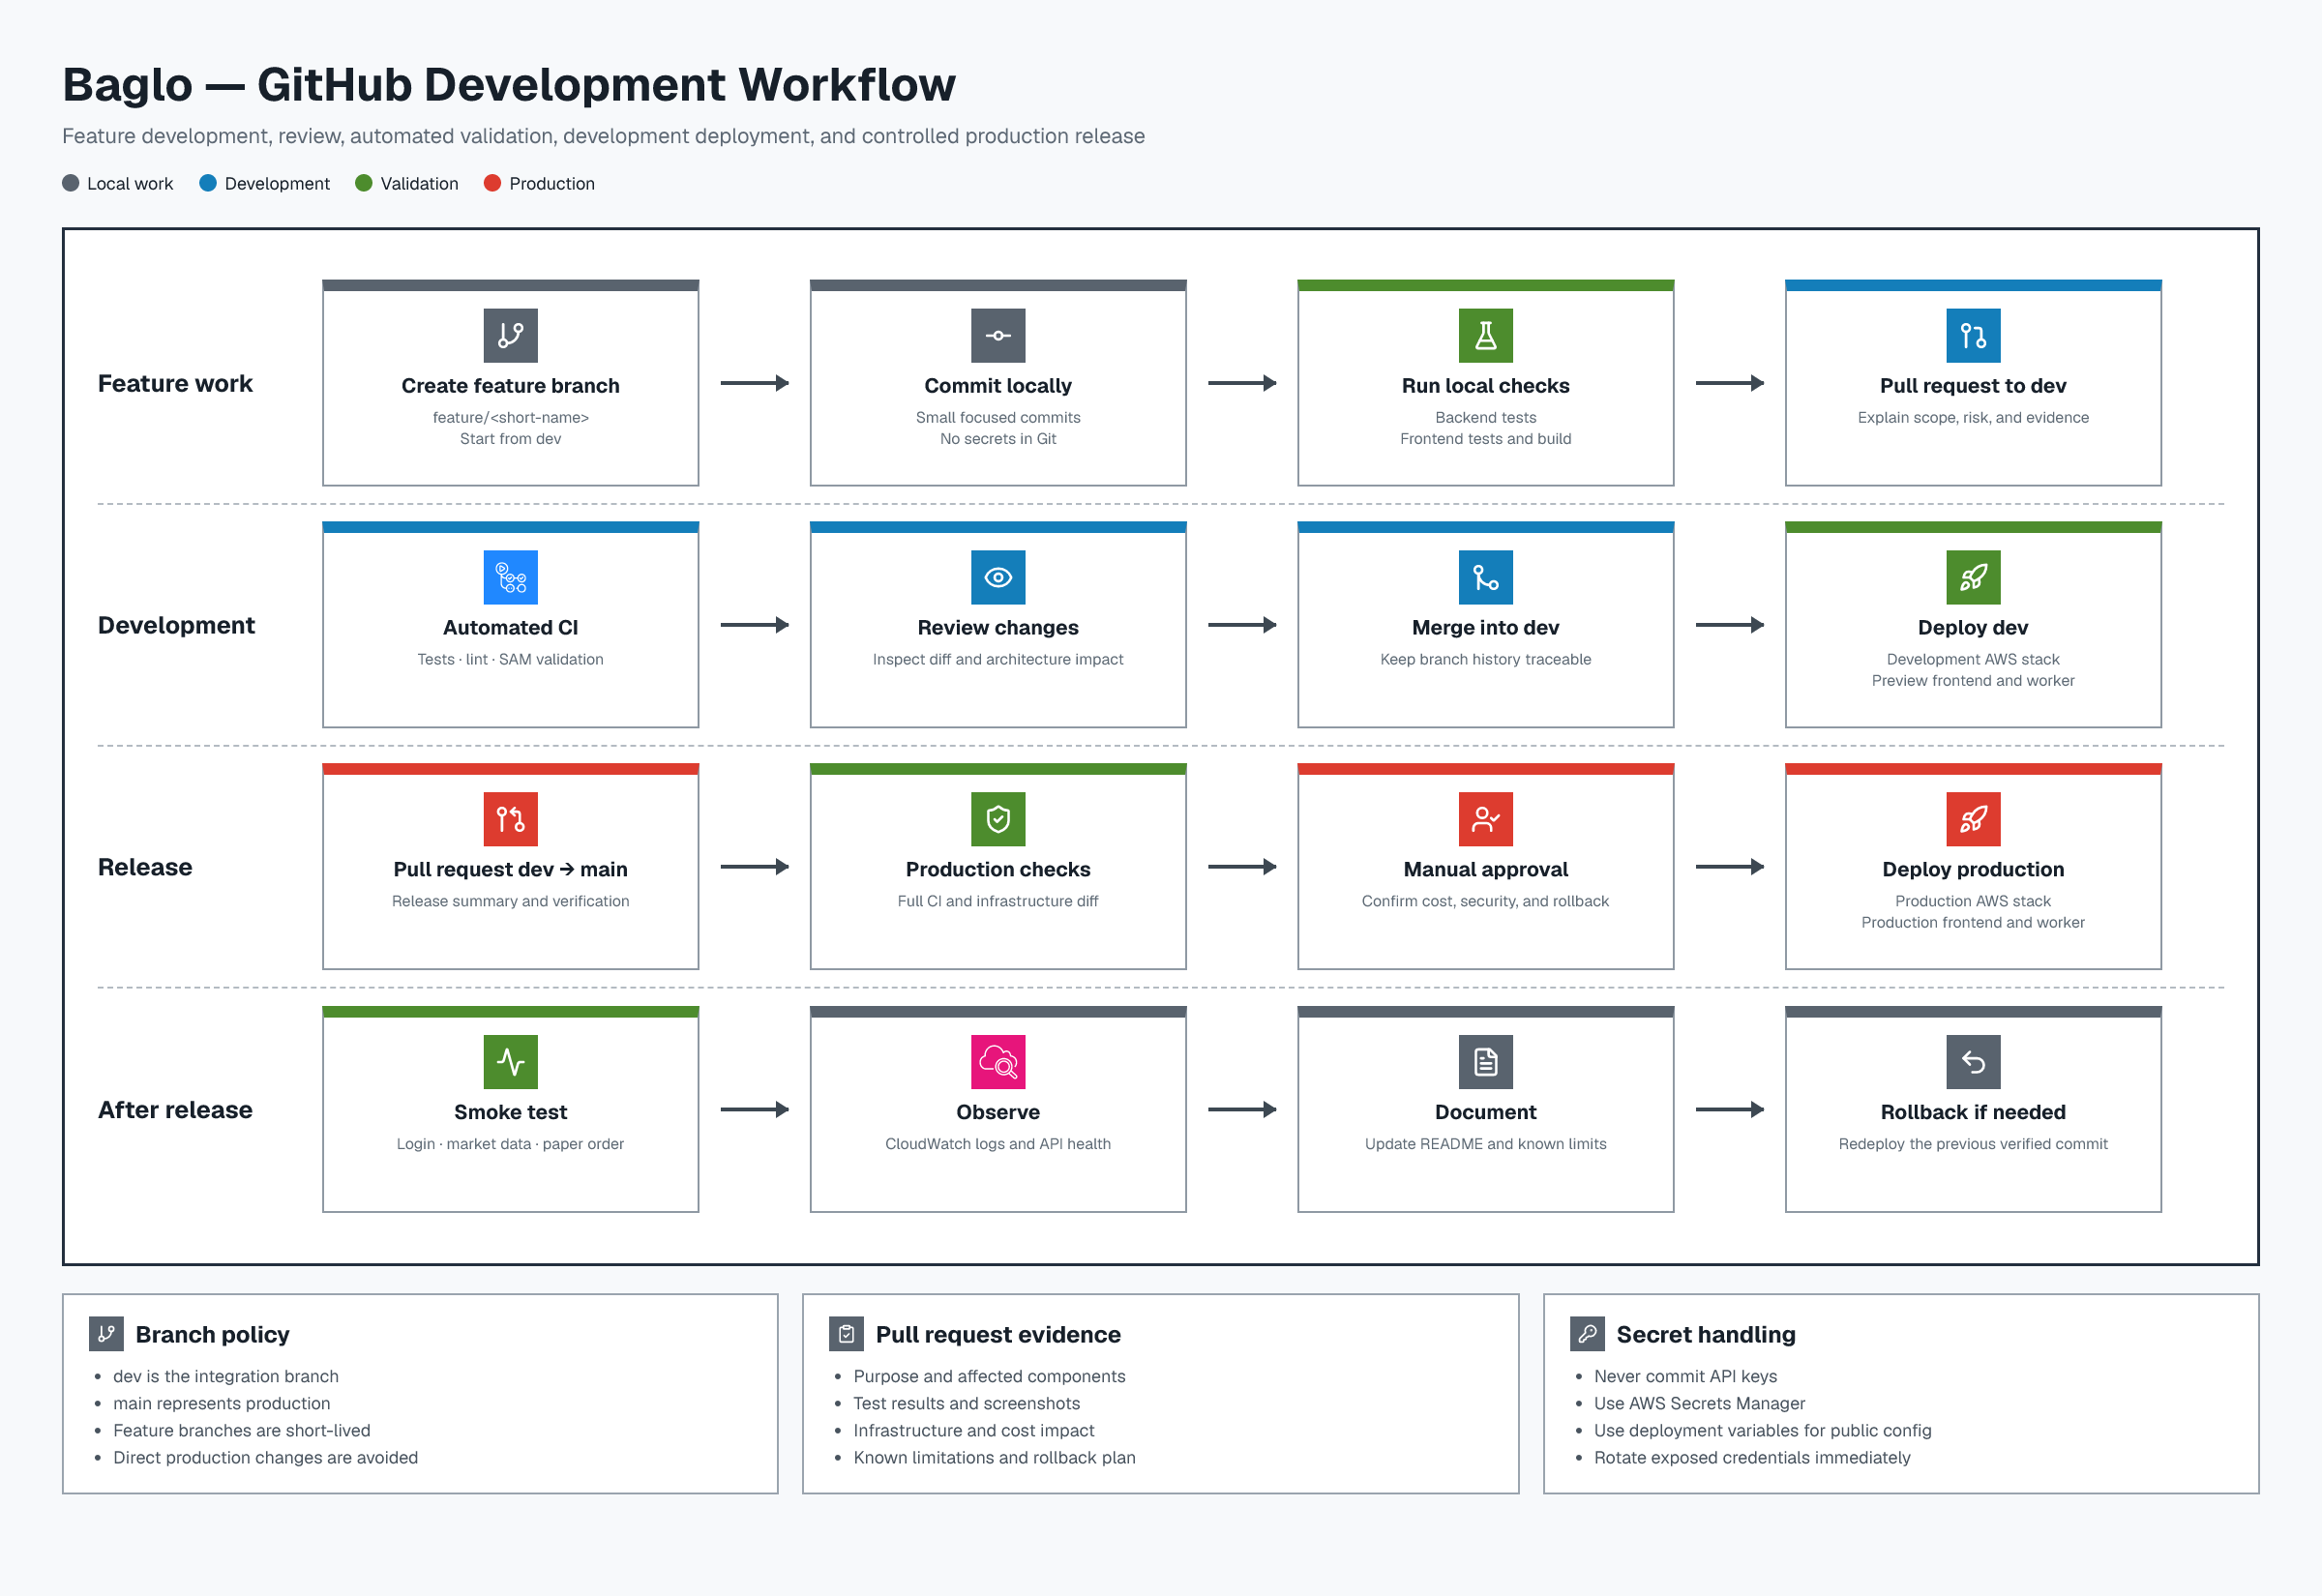 Baglo — GitHub Development Workflow
Feature development, review, automated validation, development deployment, and controlled production release
Local work
Development
Validation
Production
Feature work
Create feature branch
feature/<short-name>
Start from dev
Commit locally
Small focused commits
No secrets in Git
Run local checks
Backend tests
Frontend tests and build
Pull request to dev
Explain scope, risk, and evidence
Development
Automated CI
Tests · lint · SAM validation
Review changes
Inspect diff and architecture impact
Merge into dev
Keep branch history traceable
Deploy dev
Development AWS stack
Preview frontend and worker
Release
Pull request dev → main
Release summary and verification
Production checks
Full CI and infrastructure diff
Manual approval
Confirm cost, security, and rollback
Deploy production
Production AWS stack
Production frontend and worker
After release
Smoke test
Login · market data · paper order
Observe
CloudWatch logs and API health
Document
Update README and known limits
Rollback if needed
Redeploy the previous verified commit
Branch policy
• dev is the integration branch
• main represents production
• Feature branches are short-lived
• Direct production changes are avoided
Pull request evidence
• Purpose and affected components
• Test results and screenshots
• Infrastructure and cost impact
• Known limitations and rollback plan
Secret handling
• Never commit API keys
• Use AWS Secrets Manager
• Use deployment variables for public config
• Rotate exposed credentials immediately